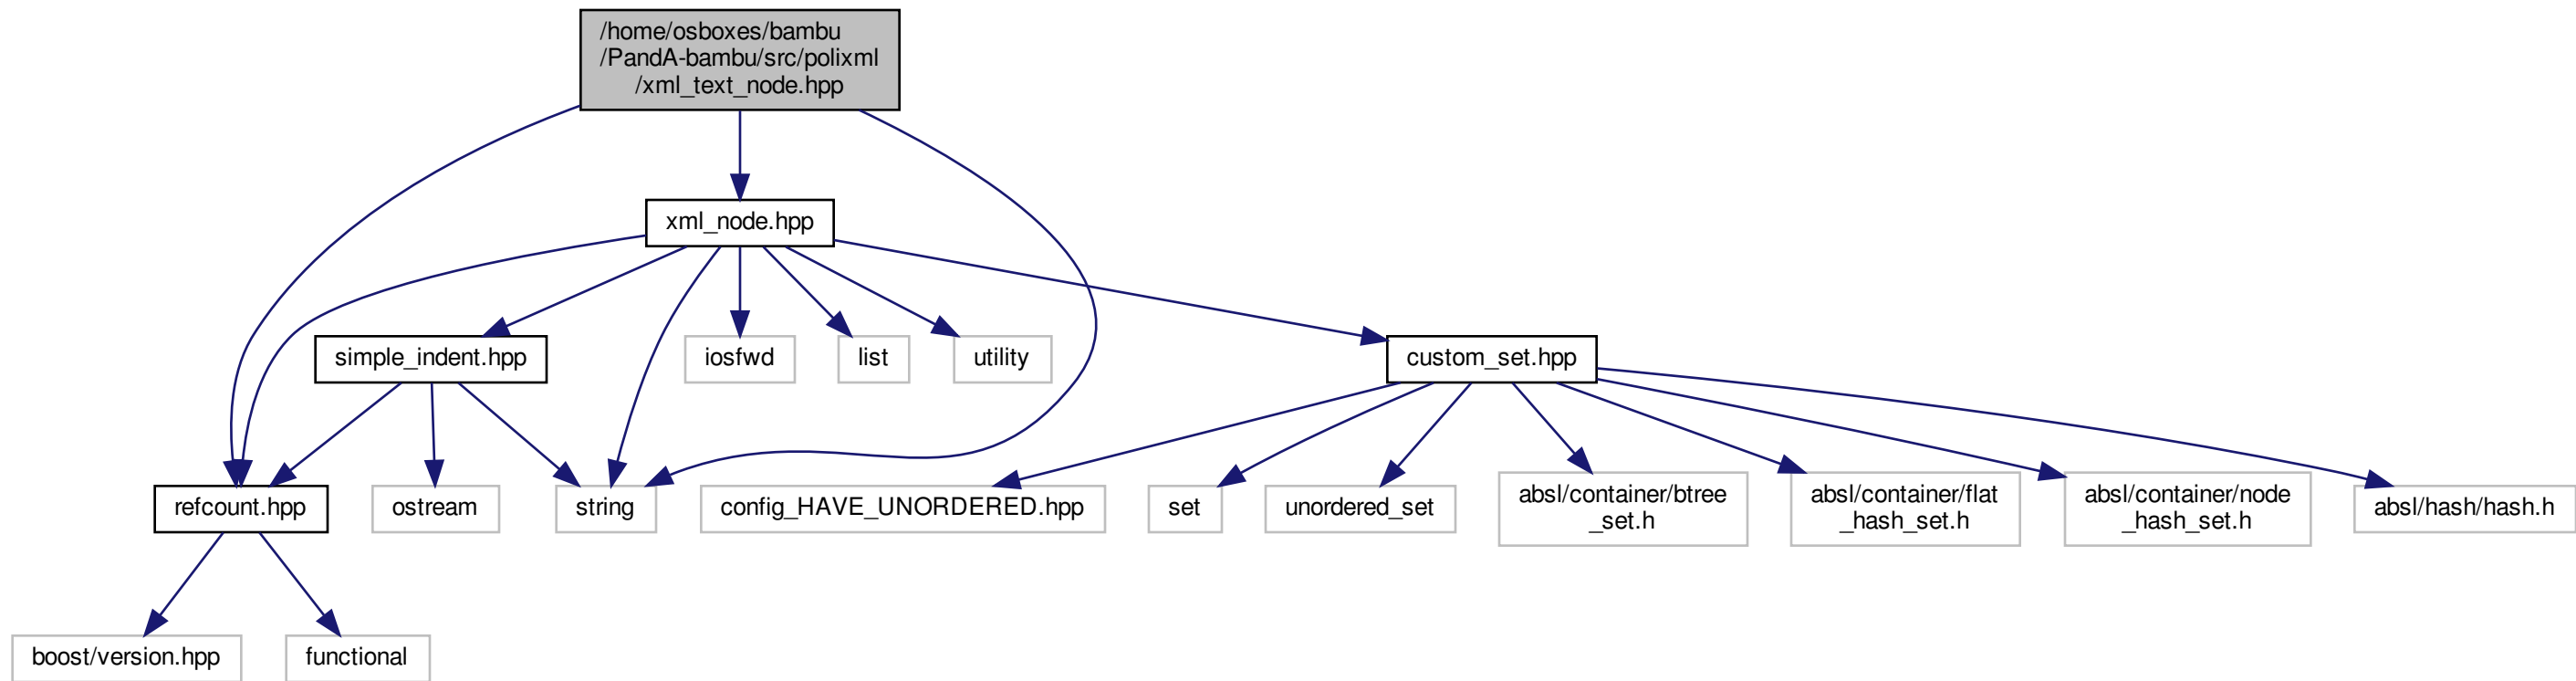 /home/osboxes/bambu
/PandA-bambu/src/polixml
/xml_text_node.hpp
xml_node.hpp
simple_indent.hpp
iosfwd
list
utility
custom_set.hpp
refcount.hpp
ostream
string
config_HAVE_UNORDERED.hpp
set
unordered_set
absl/container/btree
_set.h
absl/container/flat
_hash_set.h
absl/container/node
_hash_set.h
absl/hash/hash.h
boost/version.hpp
functional